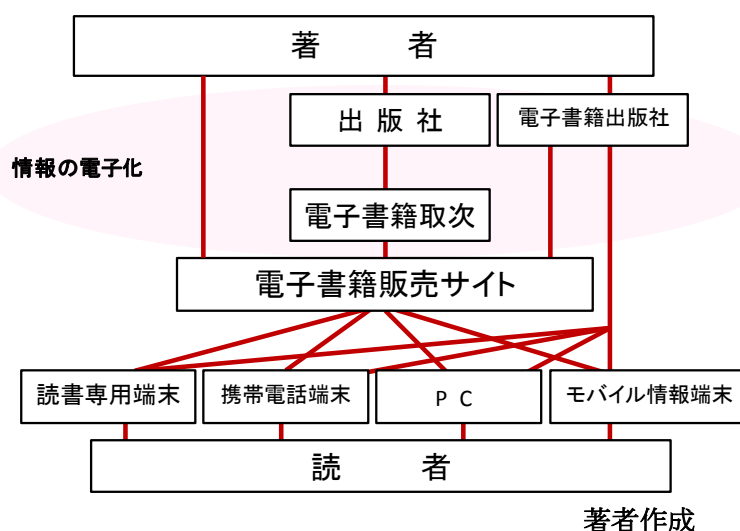 著者
出版社
電子書籍出版社
情報の電子化
電子書籍取次
電子書籍販売サイト
読書専用端末
携帯電話端末
PC
モバイル情報端末
読者
著者作成